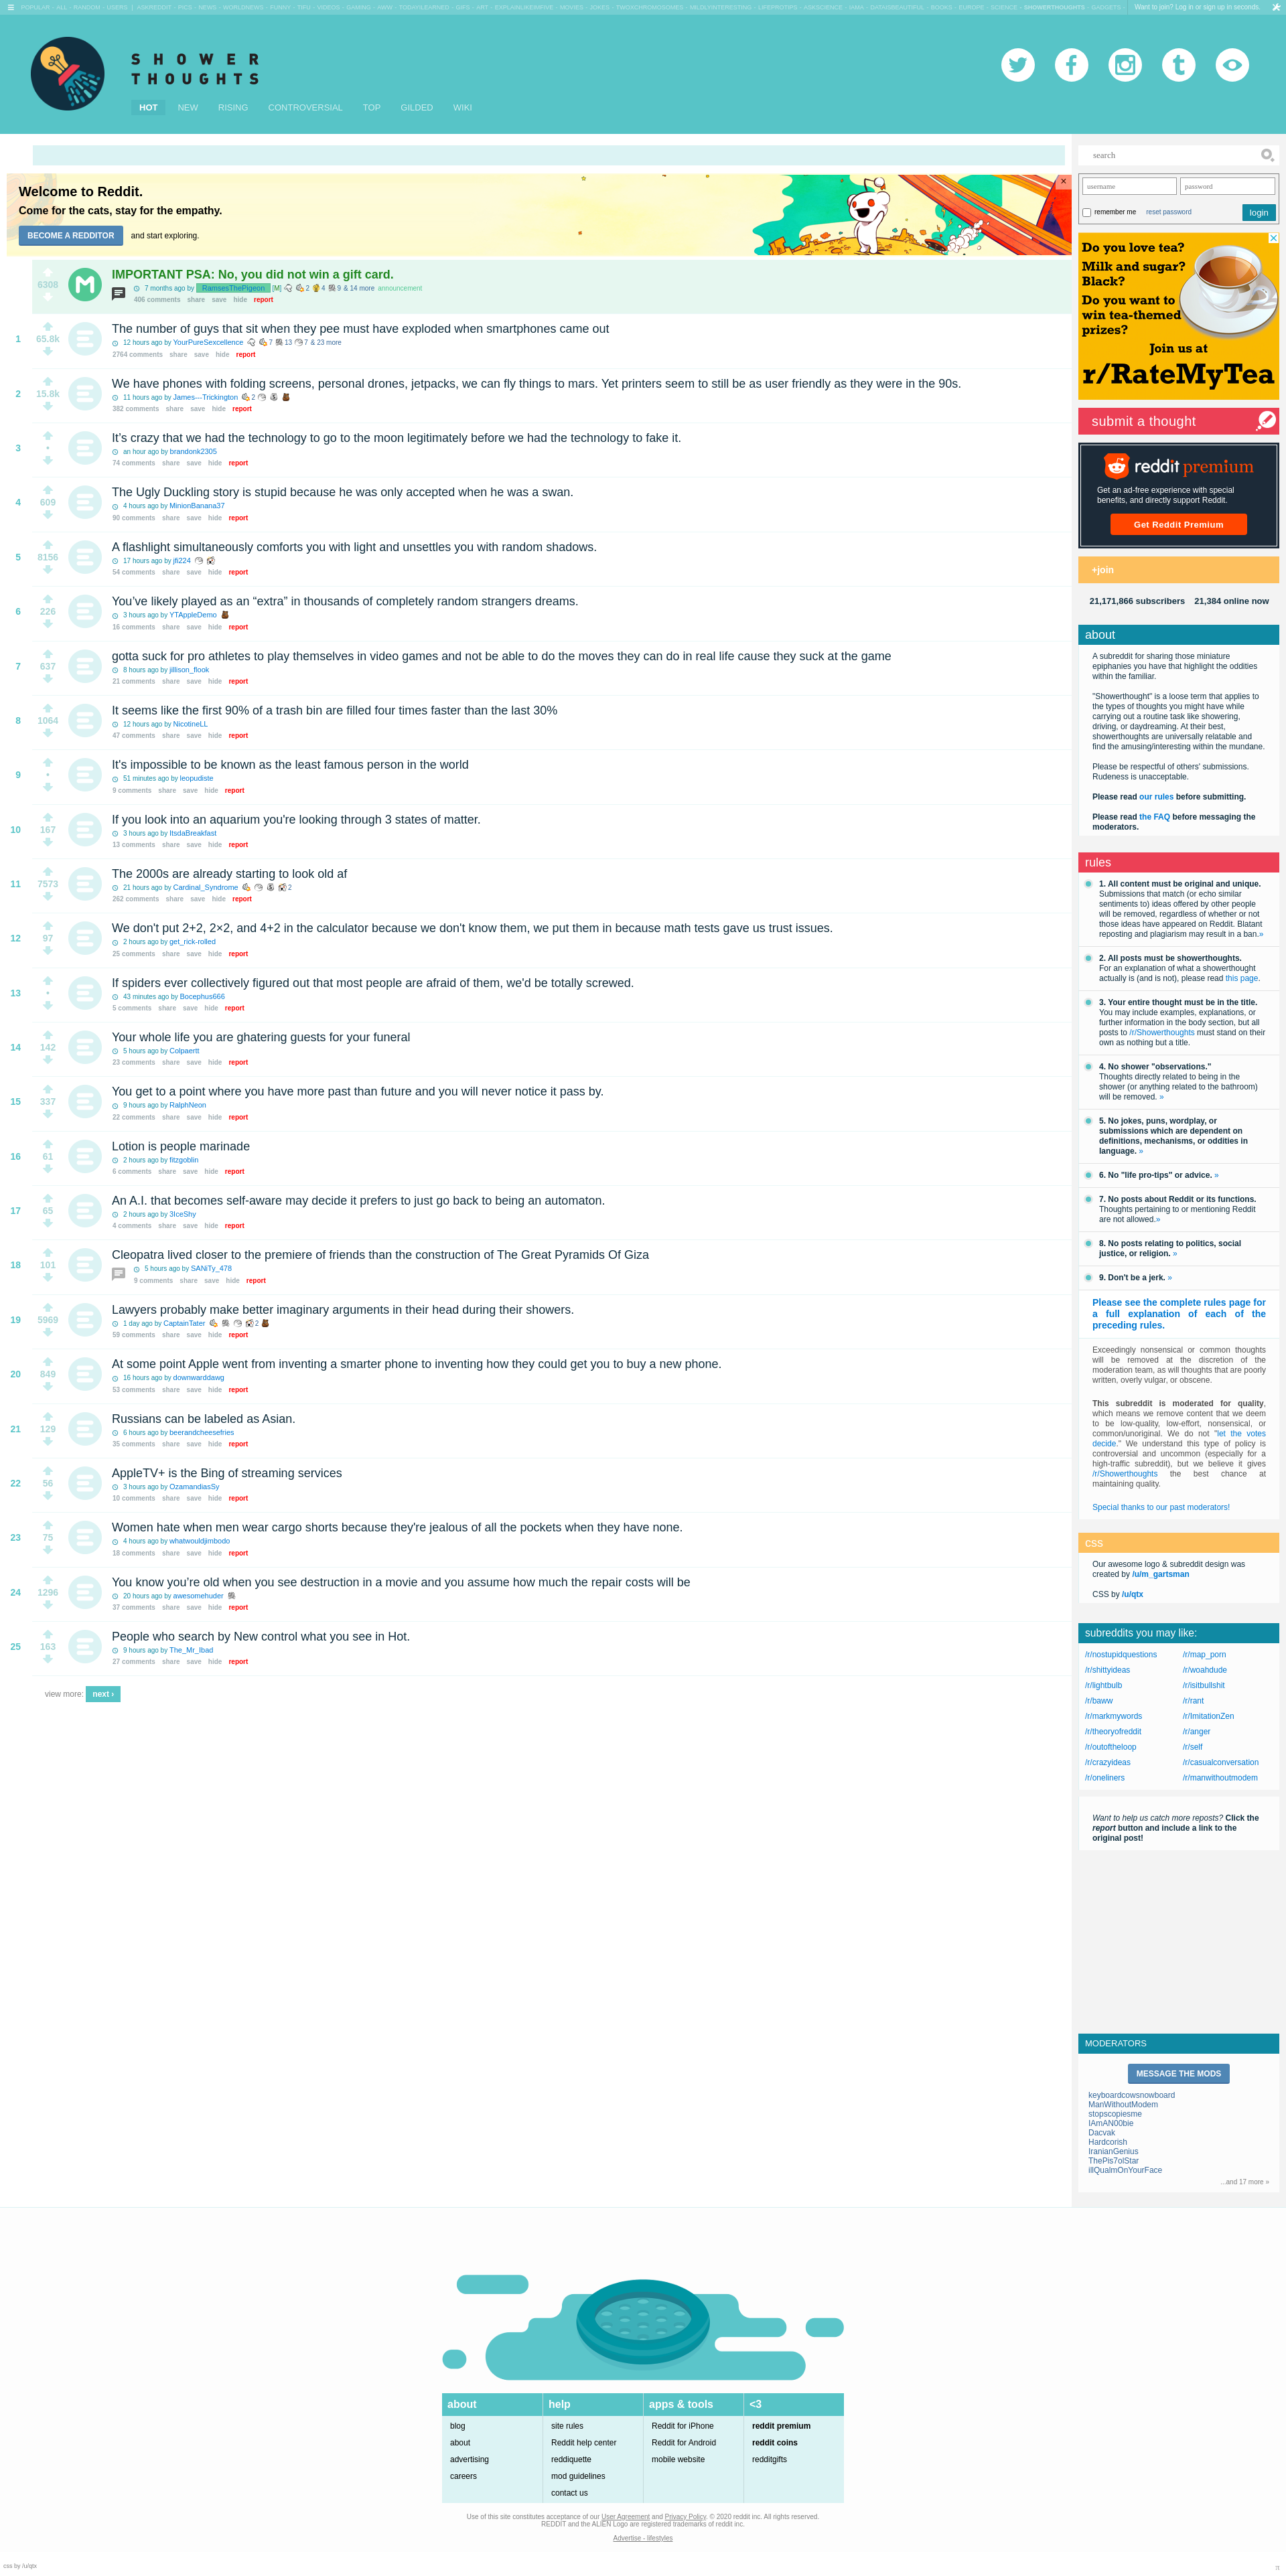 POPULAR - ALL - RANDOM - USERS | ASKREDDIT - PICS - NEWS - WORLDNEWS - FUNNY - TIFU - VIDEOS - GAMING - AWW - TODAYILEARNED - GIFS - ART - EXPLAINLIKEIMFIVE - MOVIES - JOKES - TWOXCHROMOSOMES - MILDLYINTERESTING - LIFEPROTIPS - ASKSCIENCE - IAMA - DATAISBEAUTIFUL - BOOKS - EUROPE - SCIENCE - SHOWERTHOUGHTS - GADGETS
Want to join? Log in or sign up in seconds.
SHOWER
THOUGHTS
HOT NEW RISING CONTROVERSIAL TOP GILDED WIKI
Welcome to Reddit.
Come for the cats, stay for the empathy.
BECOME A REDDITOR and start exploring.
6308
IMPORTANT PSA: No, you did not win a gift card.
7 months ago by RamsesThePigeon [M] 2 4 9 & 14 more announcement
406 comments share save hide report
1 65.8k
The number of guys that sit when they pee must have exploded when smartphones came out
12 hours ago by YourPureSexcellence 7 13 7 & 23 more
2764 comments share save hide report
2 15.8k
We have phones with folding screens, personal drones, jetpacks, we can fly things to mars. Yet printers seem to still be as user friendly as they were in the 90s.
11 hours ago by James---Trickington 2
382 comments share save hide report
3 •
It's crazy that we had the technology to go to the moon legitimately before we had the technology to fake it.
an hour ago by brandonk2305
74 comments share save hide report
4 609
The Ugly Duckling story is stupid because he was only accepted when he was a swan.
4 hours ago by MinionBanana37
90 comments share save hide report
5 8156
A flashlight simultaneously comforts you with light and unsettles you with random shadows.
17 hours ago by jfi224
54 comments share save hide report
6 226
You've likely played as an “extra” in thousands of completely random strangers dreams.
3 hours ago by YTAppleDemo
16 comments share save hide report
7 637
gotta suck for pro athletes to play themselves in video games and not be able to do the moves they can do in real life cause they suck at the game
8 hours ago by jillison_flook
21 comments share save hide report
8 1064
It seems like the first 90% of a trash bin are filled four times faster than the last 30%
12 hours ago by NicotineLL
47 comments share save hide report
9 •
It's impossible to be known as the least famous person in the world
51 minutes ago by leopudiste
9 comments share save hide report
10 167
If you look into an aquarium you're looking through 3 states of matter.
3 hours ago by ItsdaBreakfast
13 comments share save hide report
11 7573
The 2000s are already starting to look old af
21 hours ago by Cardinal_Syndrome 2
262 comments share save hide report
12 97
We don't put 2+2, 2×2, and 4+2 in the calculator because we don't know them, we put them in because math tests gave us trust issues.
2 hours ago by get_rick-rolled
25 comments share save hide report
13 •
If spiders ever collectively figured out that most people are afraid of them, we'd be totally screwed.
43 minutes ago by Bocephus666
5 comments share save hide report
14 142
Your whole life you are ghatering guests for your funeral
5 hours ago by Colpaertt
23 comments share save hide report
15 337
You get to a point where you have more past than future and you will never notice it pass by.
9 hours ago by RalphNeon
22 comments share save hide report
16 61
Lotion is people marinade
2 hours ago by fitzgoblin
6 comments share save hide report
17 65
An A.I. that becomes self-aware may decide it prefers to just go back to being an automaton.
2 hours ago by 3IceShy
4 comments share save hide report
18 101
Cleopatra lived closer to the premiere of friends than the construction of The Great Pyramids Of Giza
5 hours ago by SANiTy_478
9 comments share save hide report
19 5969
Lawyers probably make better imaginary arguments in their head during their showers.
1 day ago by CaptainTater 2
59 comments share save hide report
20 849
At some point Apple went from inventing a smarter phone to inventing how they could get you to buy a new phone.
16 hours ago by downwarddawg
53 comments share save hide report
21 129
Russians can be labeled as Asian.
6 hours ago by beerandcheesefries
35 comments share save hide report
22 56
AppleTV+ is the Bing of streaming services
3 hours ago by OzamandiasSy
10 comments share save hide report
23 75
Women hate when men wear cargo shorts because they're jealous of all the pockets when they have none.
4 hours ago by whatwouldjimbodo
18 comments share save hide report
24 1296
You know you're old when you see destruction in a movie and you assume how much the repair costs will be
20 hours ago by awesomehuder
37 comments share save hide report
25 163
People who search by New control what you see in Hot.
9 hours ago by The_Mr_Ibad
27 comments share save hide report
view more: next ›
search
username password
remember me reset password login
Do you love tea?
Milk and sugar?
Black?
Do you want to
win tea-themed
prizes?
Join us at
r/RateMyTea
submit a thought
reddit premium
Get an ad-free experience with special
benefits, and directly support Reddit.
Get Reddit Premium
+join
21,171,866 subscribers 21,384 online now
about
A subreddit for sharing those miniature
epiphanies you have that highlight the oddities
within the familiar.
"Showerthought" is a loose term that applies to
the types of thoughts you might have while
carrying out a routine task like showering,
driving, or daydreaming. At their best,
showerthoughts are universally relatable and
find the amusing/interesting within the mundane.
Please be respectful of others' submissions.
Rudeness is unacceptable.
Please read our rules before submitting.
Please read the FAQ before messaging the
moderators.
rules
1. All content must be original and unique.
Submissions that match (or echo similar
sentiments to) ideas offered by other people
will be removed, regardless of whether or not
those ideas have appeared on Reddit. Blatant
reposting and plagiarism may result in a ban.»
2. All posts must be showerthoughts.
For an explanation of what a showerthought
actually is (and is not), please read this page.
3. Your entire thought must be in the title.
You may include examples, explanations, or
further information in the body section, but all
posts to /r/Showerthoughts must stand on their
own as nothing but a title.
4. No shower "observations."
Thoughts directly related to being in the
shower (or anything related to the bathroom)
will be removed. »
5. No jokes, puns, wordplay, or
submissions which are dependent on
definitions, mechanisms, or oddities in
language. »
6. No "life pro-tips" or advice. »
7. No posts about Reddit or its functions.
Thoughts pertaining to or mentioning Reddit
are not allowed.»
8. No posts relating to politics, social
justice, or religion. »
9. Don't be a jerk. »
Please see the complete rules page for
a full explanation of each of the
preceding rules.
Exceedingly nonsensical or common thoughts
will be removed at the discretion of the
moderation team, as will thoughts that are poorly
written, overly vulgar, or obscene.
This subreddit is moderated for quality,
which means we remove content that we deem
to be low-quality, low-effort, nonsensical, or
common/unoriginal. We do not "let the votes
decide." We understand this type of policy is
controversial and uncommon (especially for a
high-traffic subreddit), but we believe it gives
/r/Showerthoughts the best chance at
maintaining quality.
Special thanks to our past moderators!
css
Our awesome logo & subreddit design was
created by /u/m_gartsman
CSS by /u/qtx
subreddits you may like:
/r/nostupidquestions /r/map_porn
/r/shittyideas /r/woahdude
/r/lightbulb /r/isitbullshit
/r/baww /r/rant
/r/markmywords /r/ImitationZen
/r/theoryofreddit /r/anger
/r/outoftheloop /r/self
/r/crazyideas /r/casualconversation
/r/oneliners /r/manwithoutmodem
Want to help us catch more reposts? Click the
report button and include a link to the
original post!
MODERATORS
MESSAGE THE MODS
keyboardcowsnowboard
ManWithoutModem
stopscopiesme
IAmAN00bie
Dacvak
Hardcorish
IranianGenius
ThePis7olStar
illQualmOnYourFace
...and 17 more »
about help apps & tools <3
blog site rules Reddit for iPhone reddit premium
about Reddit help center Reddit for Android reddit coins
advertising reddiquette mobile website redditgifts
careers mod guidelines
contact us
Use of this site constitutes acceptance of our User Agreement and Privacy Policy. © 2020 reddit inc. All rights reserved.
REDDIT and the ALIEN Logo are registered trademarks of reddit inc.
Advertise - lifestyles
css by /u/qtx
π